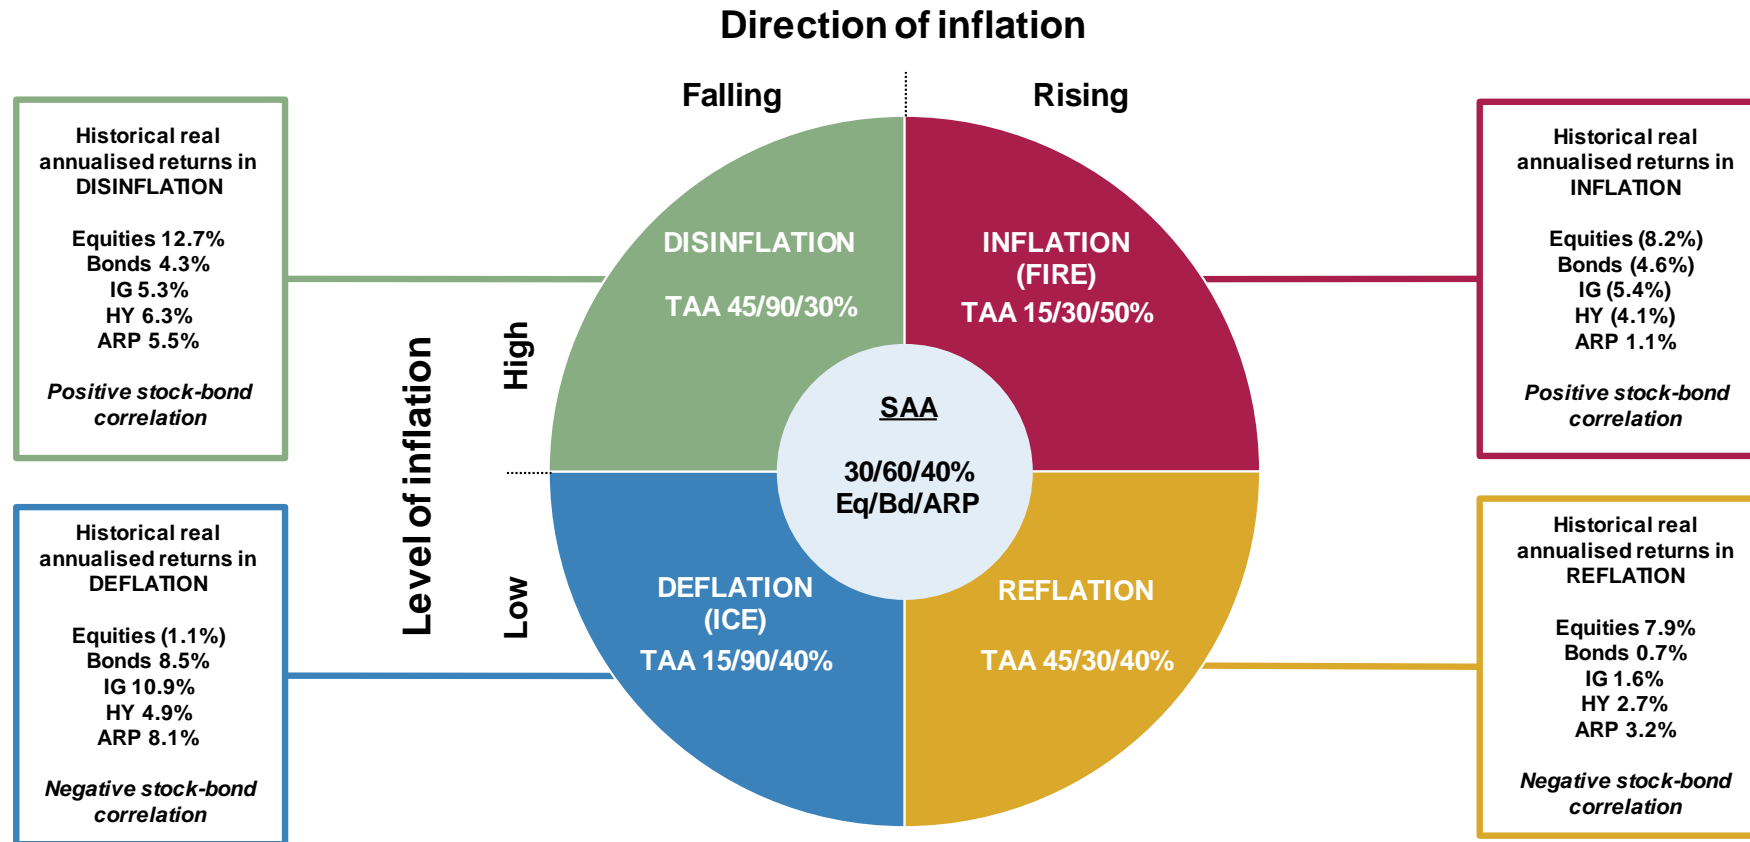 Direction of inflation
Falling
Rising
Historical real
annualised returns in
DISINFLATION
Equities 12.7%
Bonds 4.3%
IG 5.3%
HY 6.3%
ARP 5.5%
Positive stock-bond
correlation
Historical real
annualised returns in
INFLATION
Equities (8.2%)
Bonds (4.6%)
IG (5.4%)
HY (4.1%)
ARP 1.1%
Positive stock-bond
correlation
Level of inflation
High
Low
DISINFLATION
TAA 45/90/30%
INFLATION
(FIRE)
TAA 15/30/50%
SAA
30/60/40%
Eq/Bd/ARP
DEFLATION
(ICE)
TAA 15/90/40%
REFLATION
TAA 45/30/40%
Historical real
annualised returns in
DEFLATION
Equities (1.1%)
Bonds 8.5%
IG 10.9%
HY 4.9%
ARP 8.1%
Negative stock-bond
correlation
Historical real
annualised returns in
REFLATION
Equities 7.9%
Bonds 0.7%
IG 1.6%
HY 2.7%
ARP 3.2%
Negative stock-bond
correlation